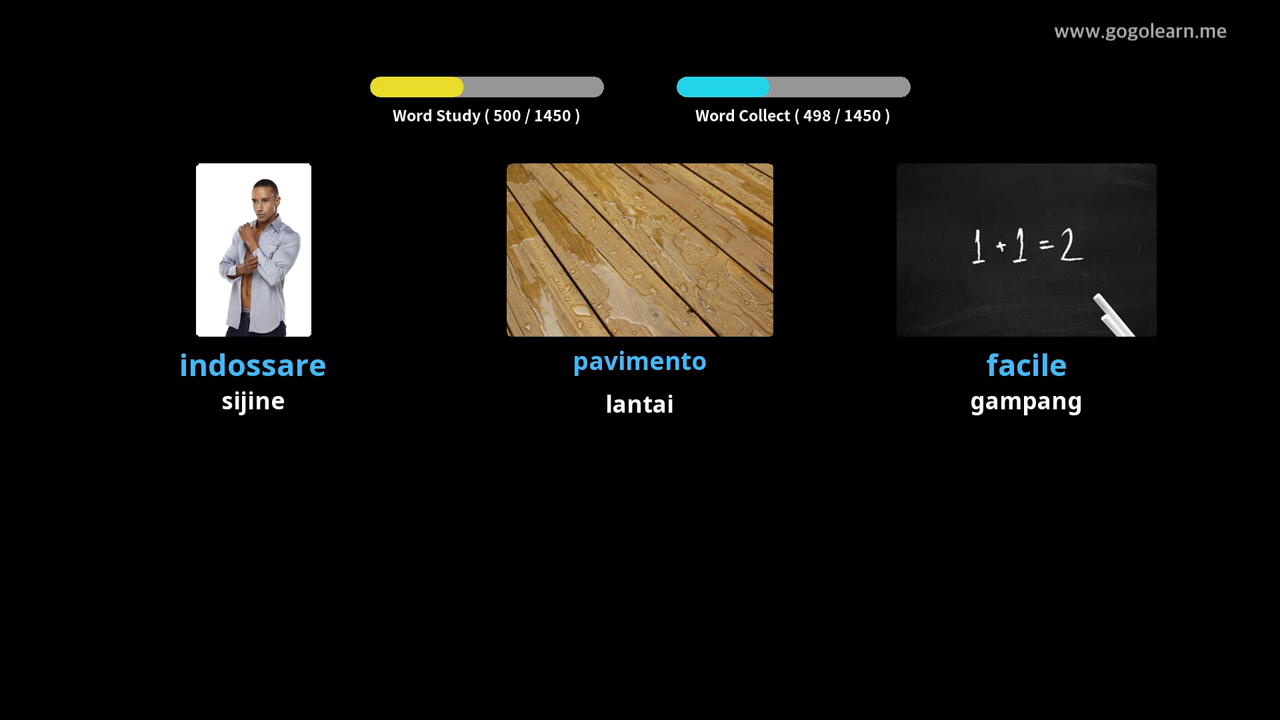 www.gogolearn.me
Word Study ( 500 / 1450 )
Word Collect ( 498 / 1450 )
1 + 1 = 2
indossare
sijine
pavimento
lantai
facile
gampang